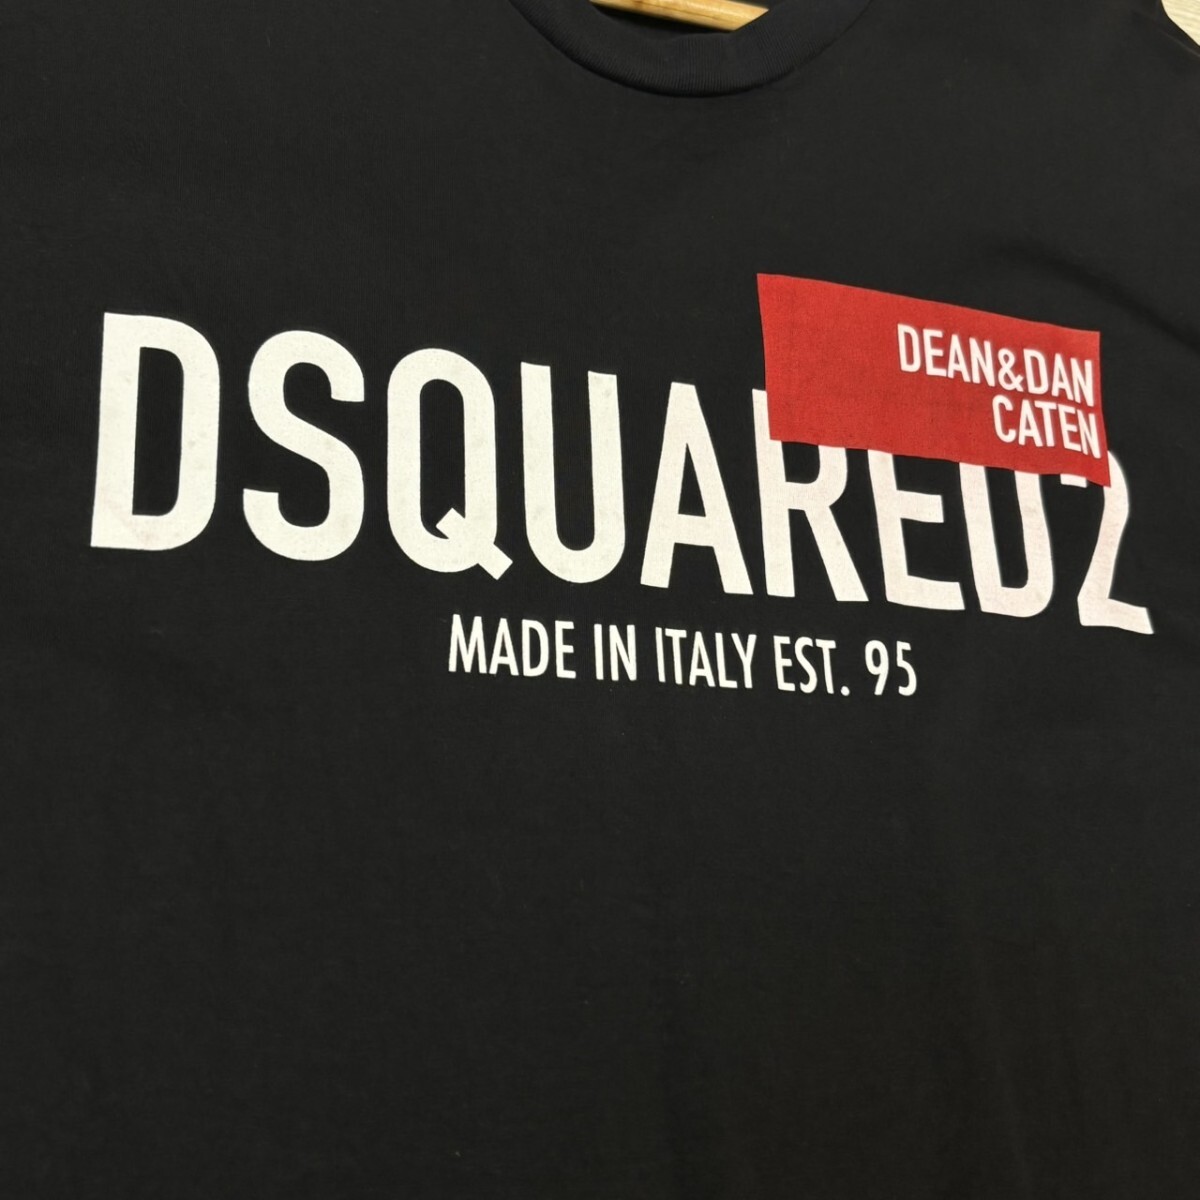 DEAN&DAN
CATEN
DSQUARED2
MADE IN ITALY EST. 95